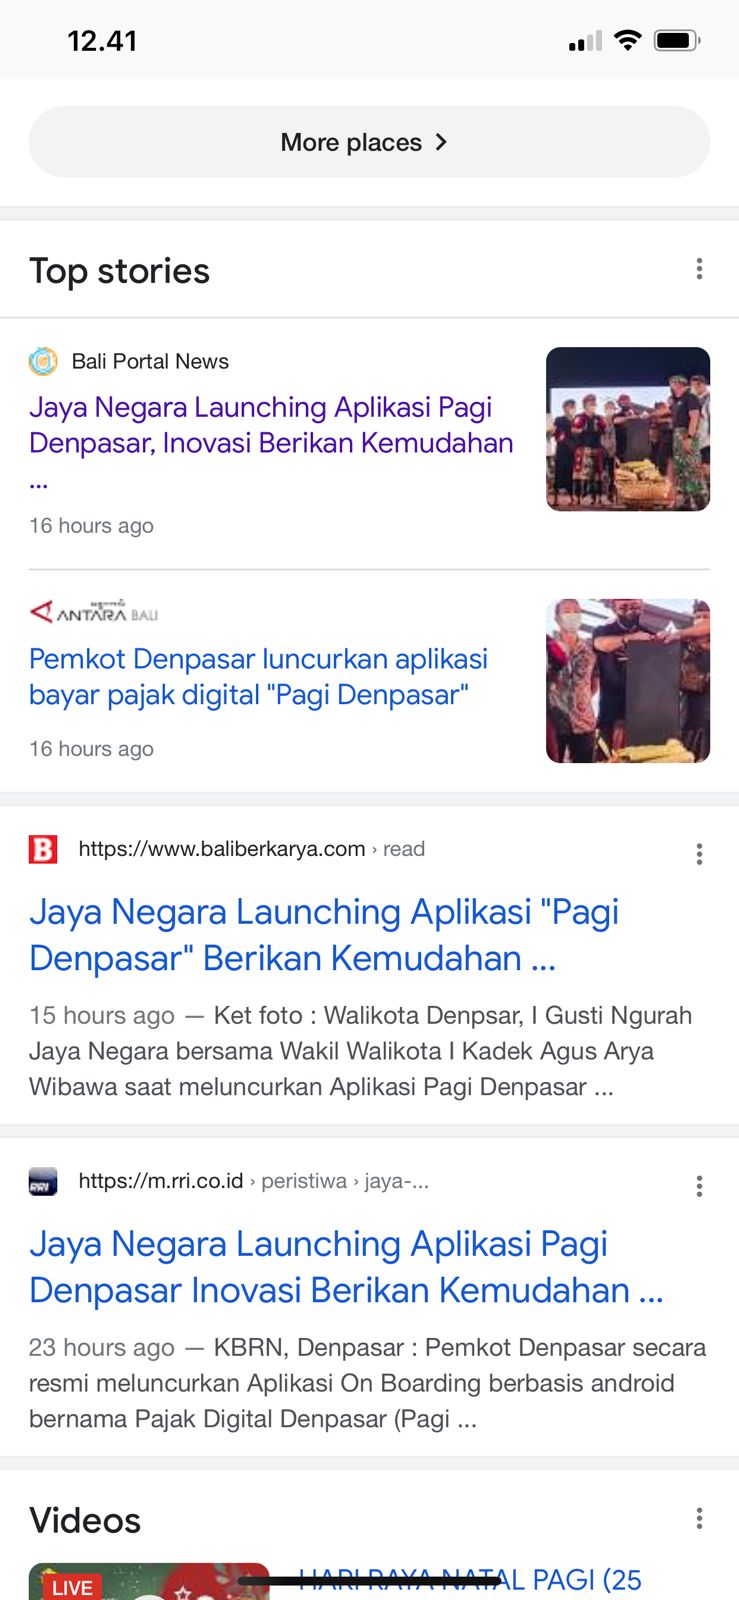 12.41
More places
Top stories
Bali Portal News
Jaya Negara Launching Aplikasi Pagi
Denpasar, Inovasi Berikan Kemudahan
...
16 hours ago
ANTARA BALI
Pemkot Denpasar luncurkan aplikasi
bayar pajak digital "Pagi Denpasar"
16 hours ago
B https://www.baliberkarya.com › read
Jaya Negara Launching Aplikasi "Pagi
Denpasar" Berikan Kemudahan ...
15 hours ago — Ket foto : Walikota Denpsar, I Gusti Ngurah
Jaya Negara bersama Wakil Walikota I Kadek Agus Arya
Wibawa saat meluncurkan Aplikasi Pagi Denpasar ...
RRI https://m.rri.co.id › peristiwa › jaya-...
Jaya Negara Launching Aplikasi Pagi
Denpasar Inovasi Berikan Kemudahan ...
23 hours ago — KBRN, Denpasar : Pemkot Denpasar secara
resmi meluncurkan Aplikasi On Boarding berbasis android
bernama Pajak Digital Denpasar (Pagi ...
Videos
LIVE
HARI RAYA NATAL PAGI (25